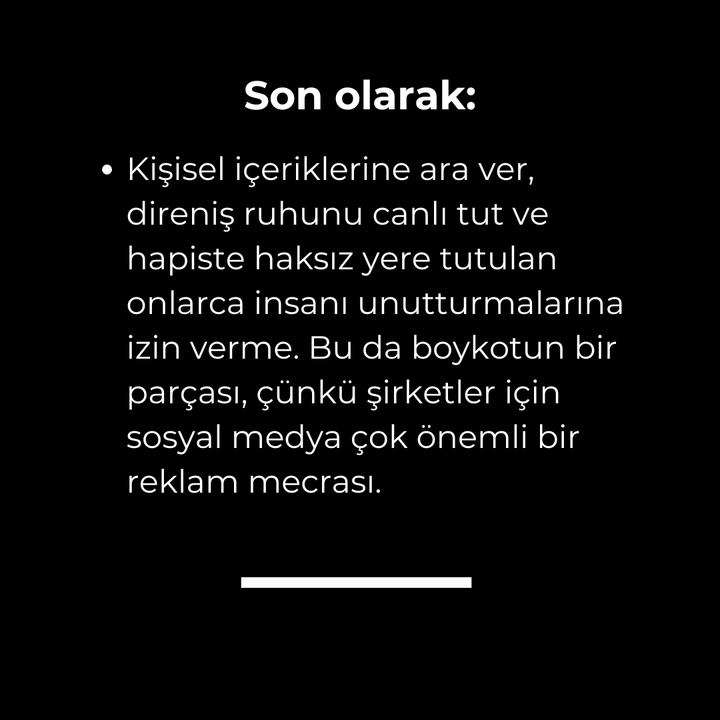 Son olarak:
• Kişisel içeriklerine ara ver,
direniş ruhunu canlı tut ve
hapiste haksız yere tutulan
onlarca insanı unutturmalarına
izin verme. Bu da boykotun bir
parçası, çünkü şirketler için
sosyal medya çok önemli bir
reklam mecrası.